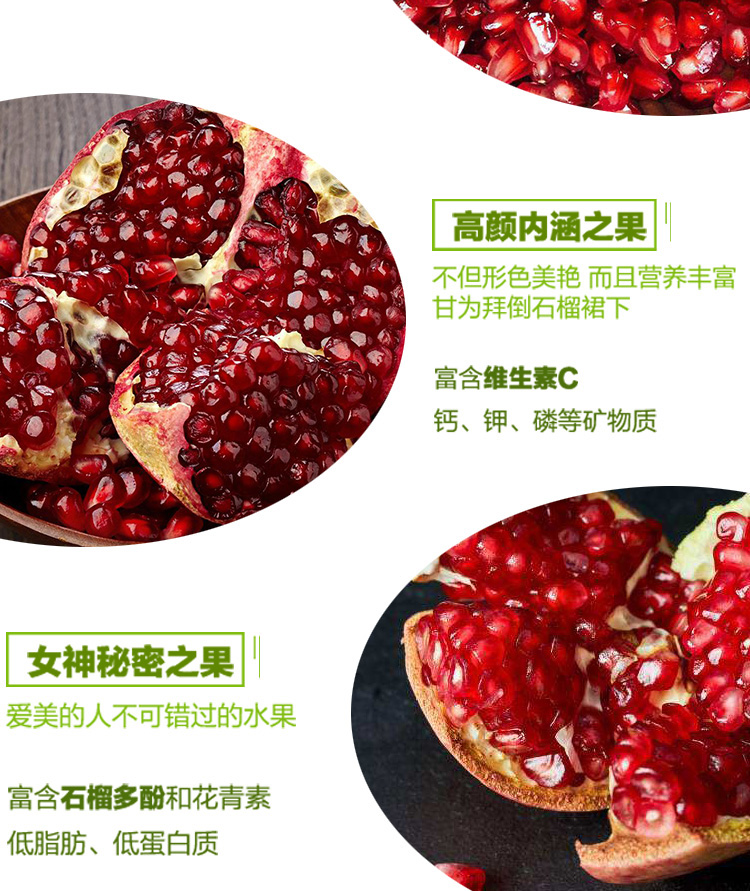 高颜内涵之果
不但形色美艳 而且营养丰富
甘为拜倒石榴裙下
富含维生素C
钙、钾、磷等矿物质
女神秘密之果
爱美的人不可错过的水果
富含石榴多酚和花青素
低脂肪、低蛋白质